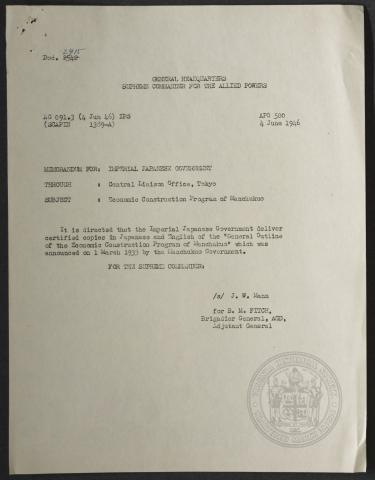 2415
Doc. 2540
GENERAL HEADQUARTERS
SUPREME COMMANDER FOR THE ALLIED POWERS
AG 091.3 (4 Jun 46) IPS
(SCAPIN 1389-A)
APO 500
4 June 1946
MEMORANDUM FOR: IMPERIAL JAPANESE GOVERNMENT
THROUGH : Central Liaison Office, Tokyo
SUBJECT : Economic Construction Program of Manchukuo
It is directed that the Imperial Japanese Government deliver
certified copies in Japanese and English of the "General Outline
of the Economic Construction Program of Manchukuo" which was
announced on 1 March 1933 by the Manchukuo Government.
FOR THE SUPREME COMMANDER:
/s/ J. W. Mann
for B. M. FITCH,
Brigadier General, AGD,
Adjutant General